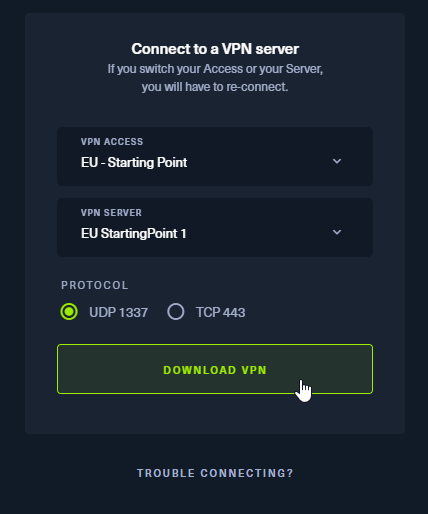 Connect to a VPN server
If you switch your Access or your Server,
you will have to re-connect.
VPN ACCESS
EU - Starting Point
VPN SERVER
EU StartingPoint 1
PROTOCOL
UDP 1337 TCP 443
DOWNLOAD VPN
TROUBLE CONNECTING?